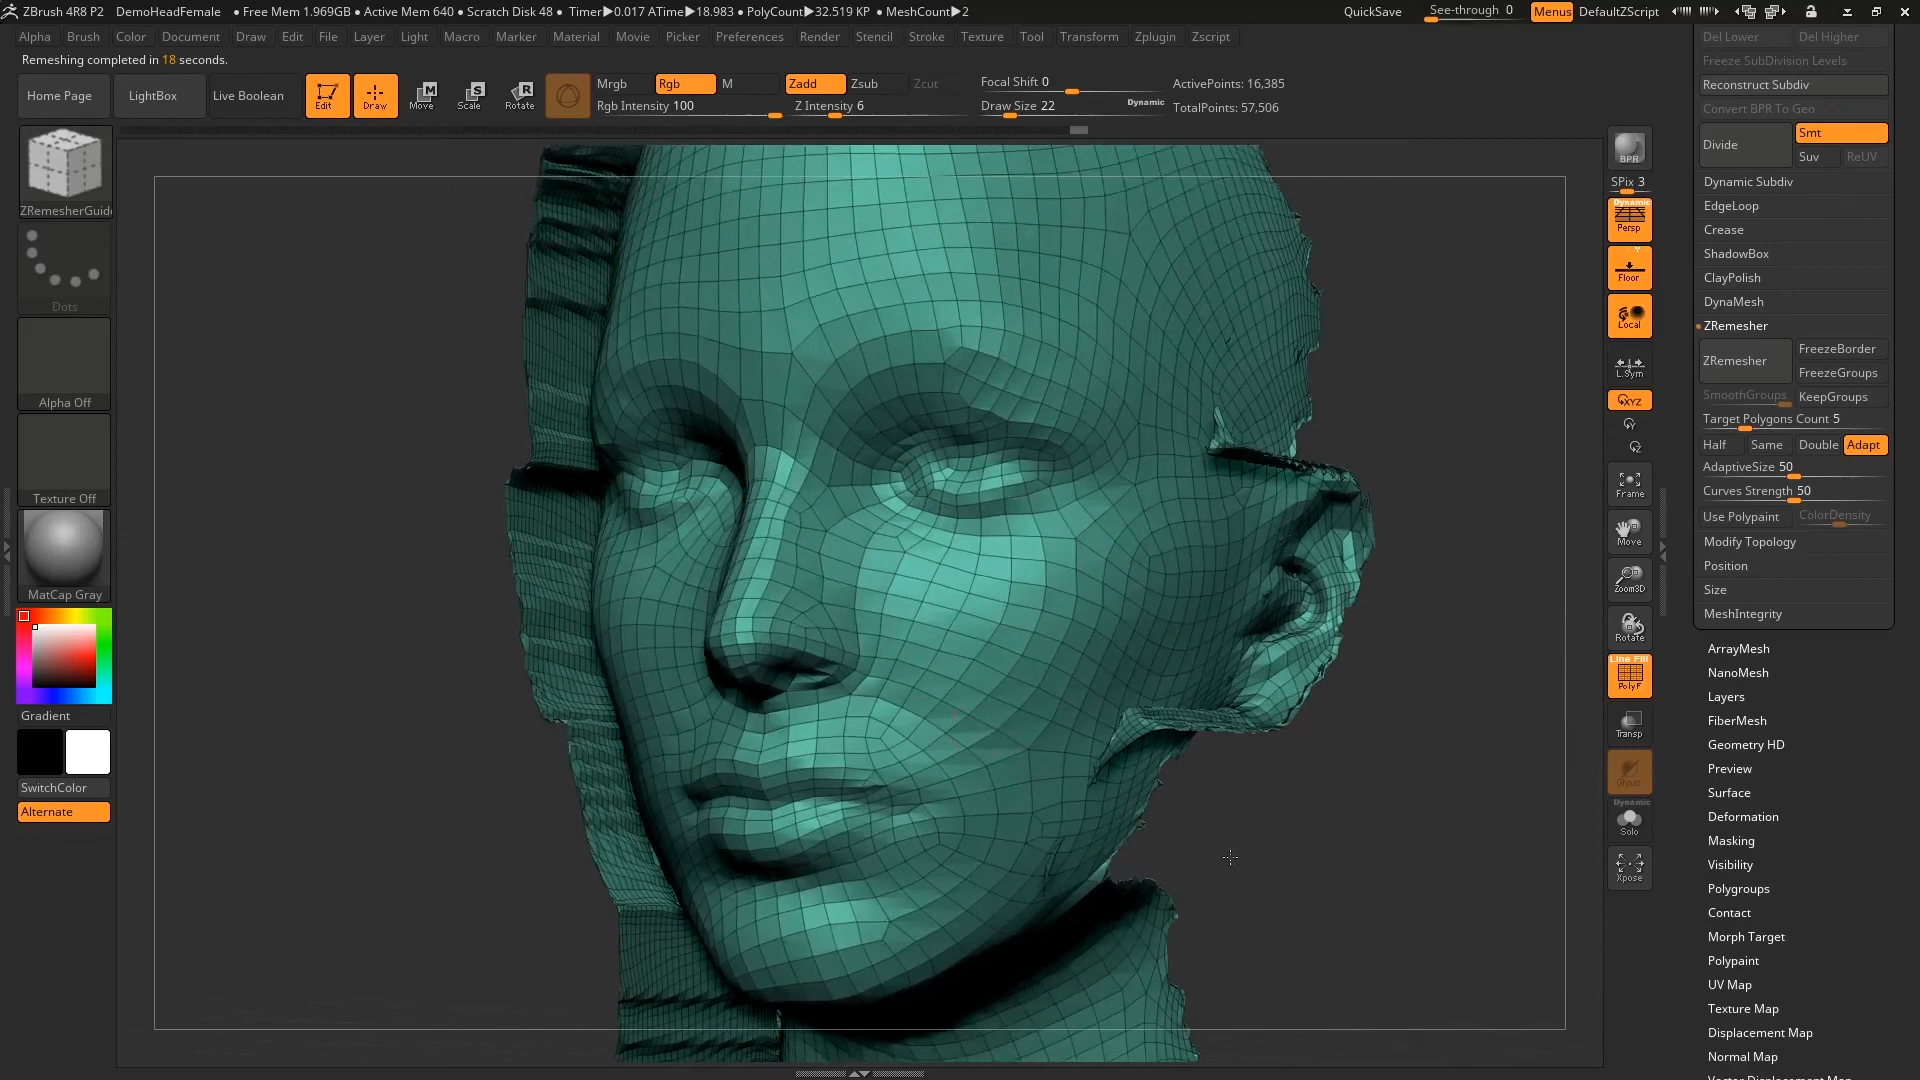 ZBrush 4R8 P2 DemoHeadFemale • Free Mem 1.969GB • Active Mem 640 • Scratch Disk 48 • Timer▶0.017 ATime▶18.983 • PolyCount▶32.519 KP • MeshCount▶2 QuickSave See-through 0 Menus DefaultZScript
Alpha Brush Color Document Draw Edit File Layer Light Macro Marker Material Movie Picker Preferences Render Stencil Stroke Texture Tool Transform Zplugin Zscript
Remeshing completed in 18 seconds.
Home Page LightBox Live Boolean Edit Draw Move Scale Rotate
Mrgb Rgb M Zadd Zsub Zcut
Rgb Intensity 100 Z Intensity 6
Focal Shift 0
Draw Size 22 Dynamic
ActivePoints: 16,385
TotalPoints: 57,506
ZRemesherGuid
Dots
Alpha Off
Texture Off
MatCap Gray
Gradient
SwitchColor
Alternate
BPR
SPix 3
Dynamic
Persp
Floor
Local
L.Sym
XYZ
Y
Z
Frame
Move
Zoom3D
Rotate
Line Fill
PolyF
Transp
Ghost
Dynamic
Solo
Xpose
Del Lower Del Higher
Freeze SubDivision Levels
Reconstruct Subdiv
Convert BPR To Geo
Divide Smt
Suv ReUV
Dynamic Subdiv
EdgeLoop
Crease
ShadowBox
ClayPolish
DynaMesh
ZRemesher
ZRemesher FreezeBorder
FreezeGroups
SmoothGroups KeepGroups
Target Polygons Count 5
Half Same Double Adapt
AdaptiveSize 50
Curves Strength 50
Use Polypaint ColorDensity
Modify Topology
Position
Size
MeshIntegrity
ArrayMesh
NanoMesh
Layers
FiberMesh
Geometry HD
Preview
Surface
Deformation
Masking
Visibility
Polygroups
Contact
Morph Target
Polypaint
UV Map
Texture Map
Displacement Map
Normal Map
Vector Displacement Map